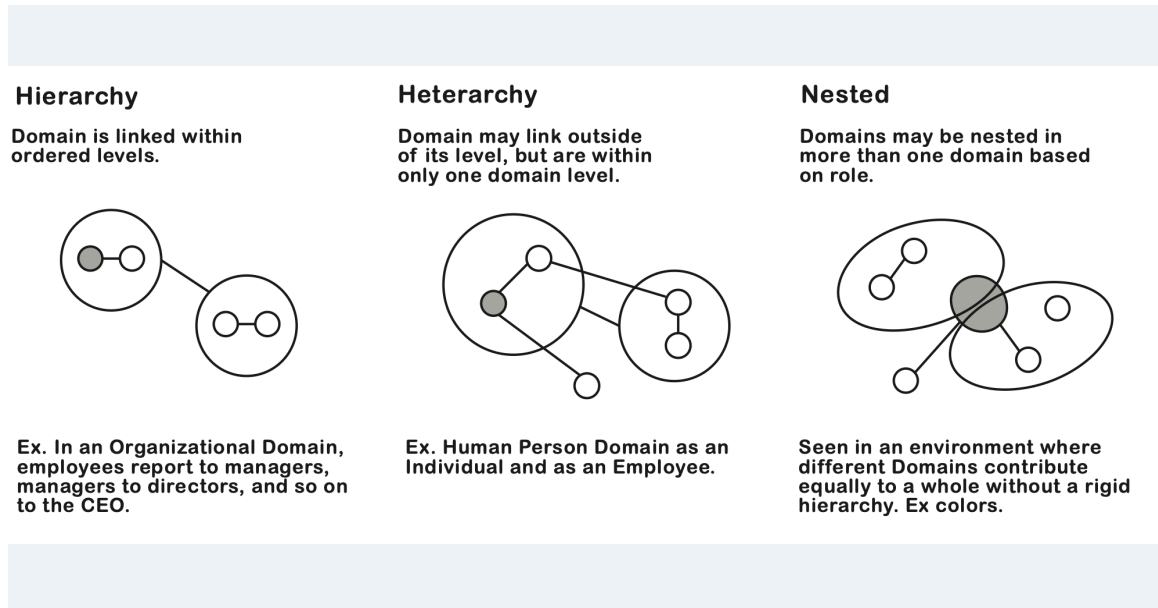 Hierarchy
Domain is linked within
ordered levels.
Ex. In an Organizational Domain,
employees report to managers,
managers to directors, and so on
to the CEO.
Heterarchy
Domain may link outside
of its level, but are within
only one domain level.
Ex. Human Person Domain as an
Individual and as an Employee.
Nested
Domains may be nested in
more than one domain based
on role.
Seen in an environment where
different Domains contribute
equally to a whole without a rigid
hierarchy. Ex colors.